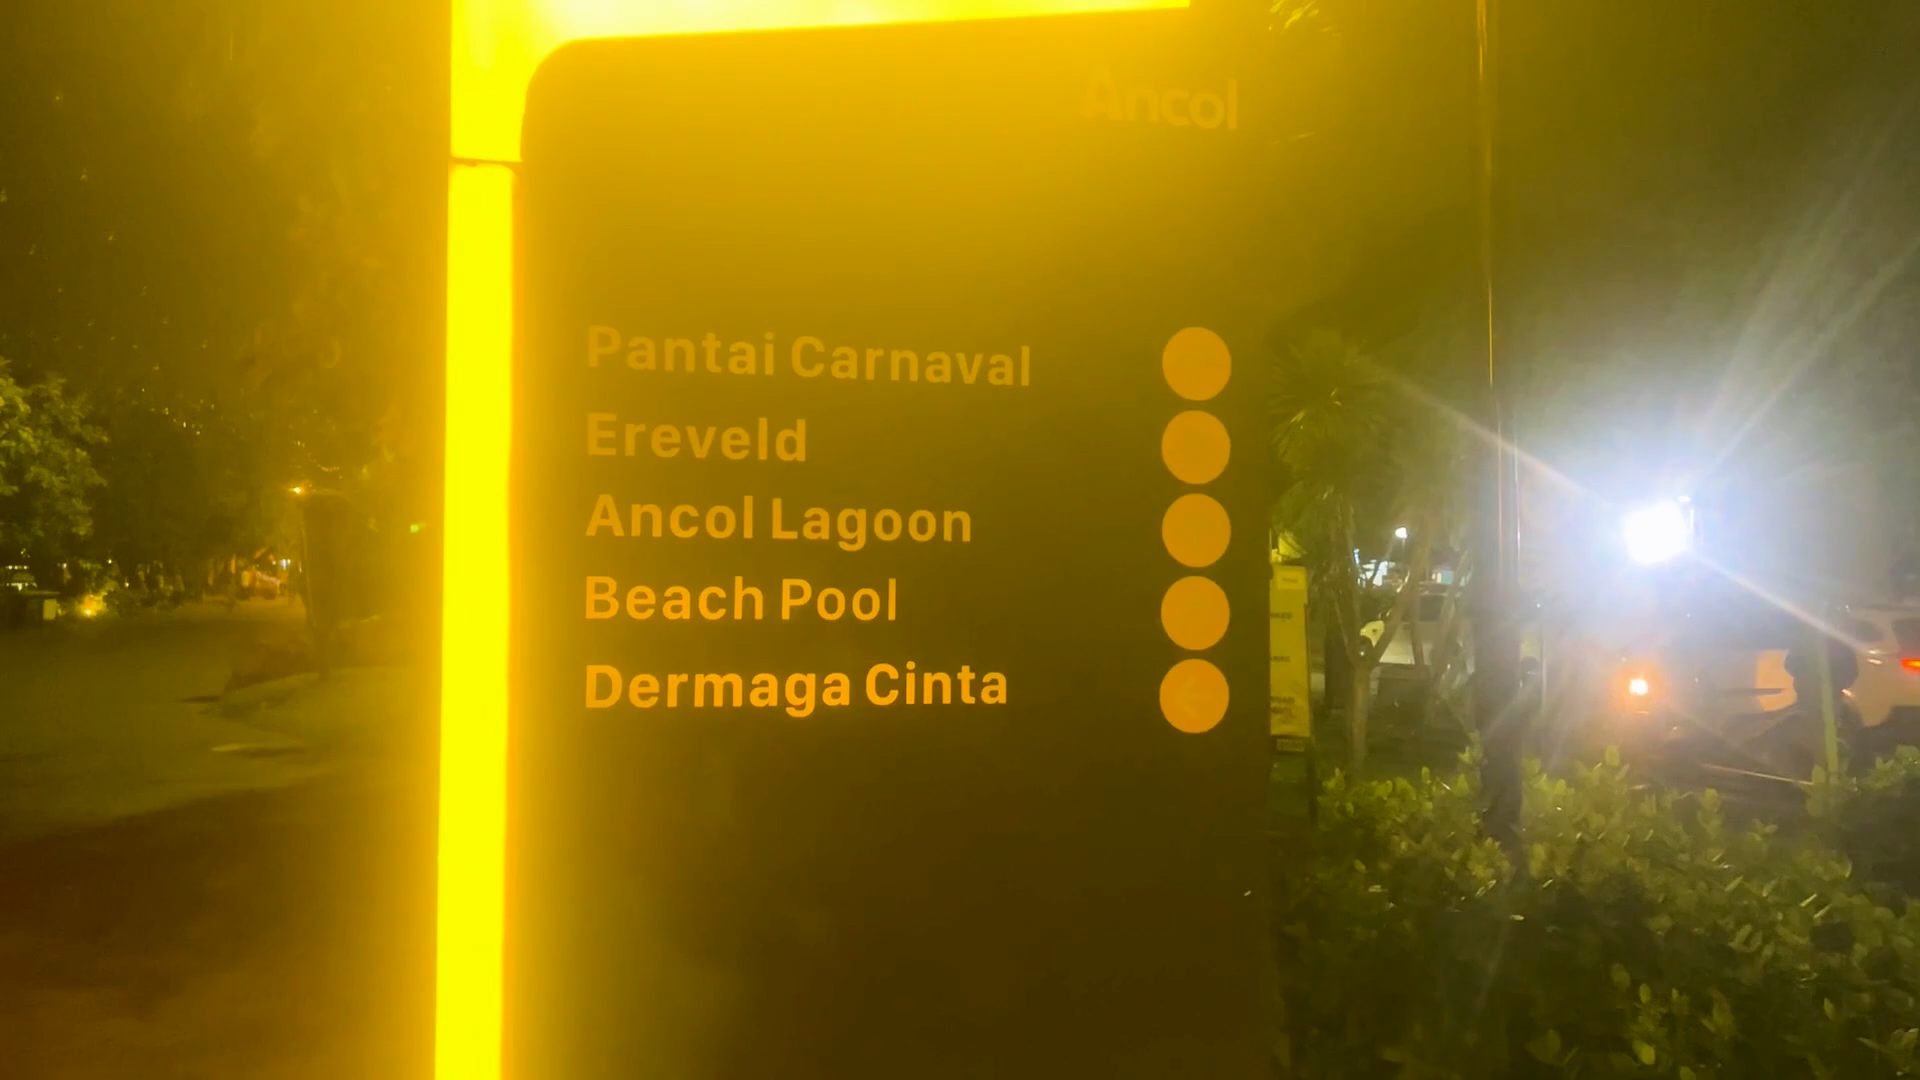 Ancol
Pantai Carnaval
Ereveld
Ancol Lagoon
Beach Pool
Dermaga Cinta